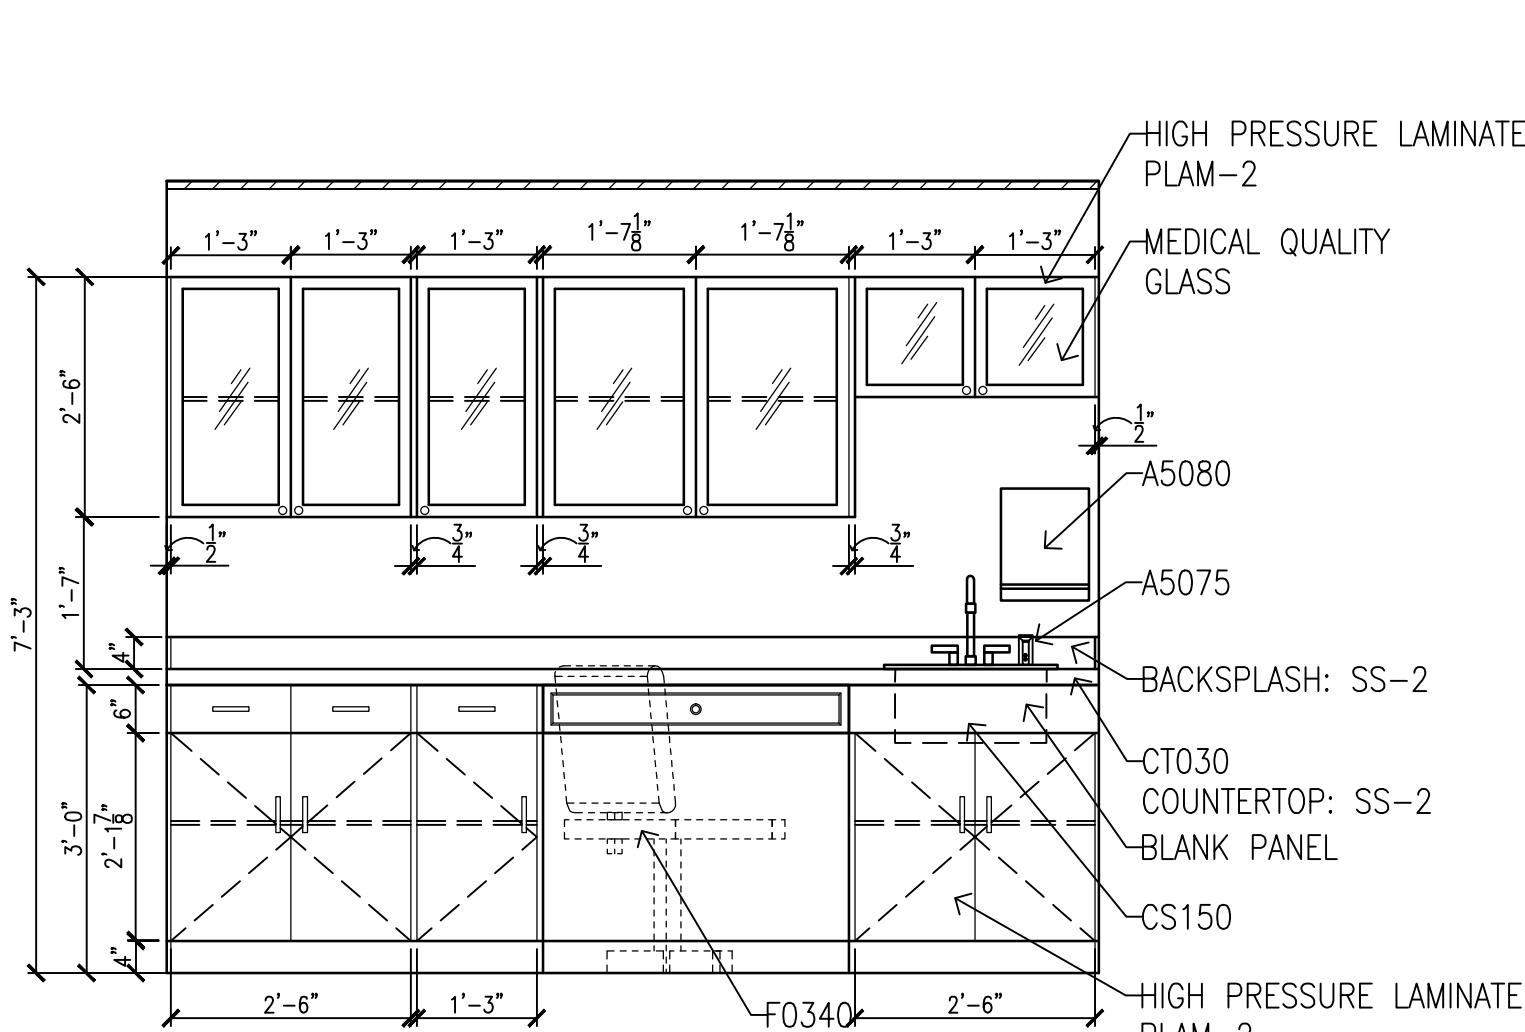 HIGH PRESSURE LAMINATE
PLAM-2
1'-3" 1'-3" 1'-3" 1'-7 1/8" 1'-7 1/8" 1'-3" 1'-3"
MEDICAL QUALITY
GLASS
2'-6"
1/2"
A5080
1/2" 3/4" 3/4" 3/4"
1'-7"
A5075
7'-3"
4"
BACKSPLASH: SS-2
6"
CT030
COUNTERTOP: SS-2
3'-0"
2'-1 7/8"
BLANK PANEL
CS150
4"
HIGH PRESSURE LAMINATE
2'-6" 1'-3" F0340 2'-6"
PLAM-2